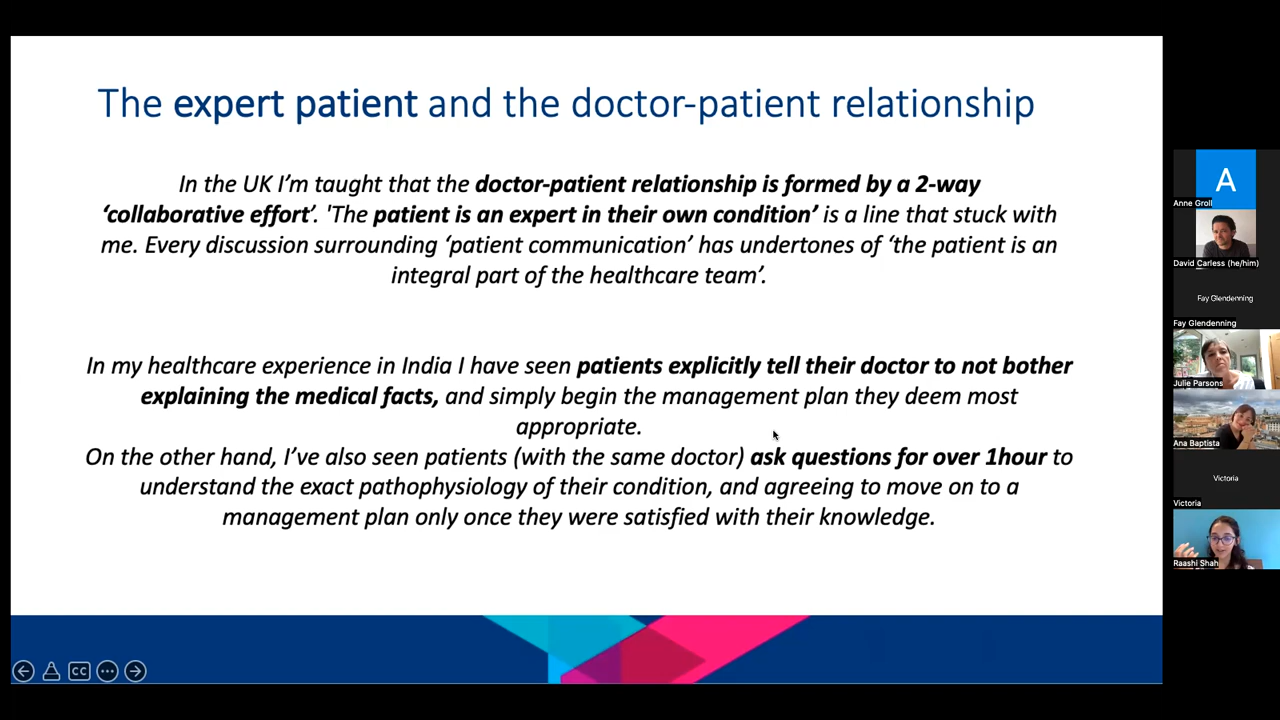 The expert patient and the doctor-patient relationship
In the UK I'm taught that the doctor-patient relationship is formed by a 2-way
‘collaborative effort’. 'The patient is an expert in their own condition’ is a line that stuck with
me. Every discussion surrounding ‘patient communication’ has undertones of ‘the patient is an
integral part of the healthcare team’.
In my healthcare experience in India I have seen patients explicitly tell their doctor to not bother
explaining the medical facts, and simply begin the management plan they deem most
appropriate.
On the other hand, I’ve also seen patients (with the same doctor) ask questions for over 1hour to
understand the exact pathophysiology of their condition, and agreeing to move on to a
management plan only once they were satisfied with their knowledge.
CC
A
Anne Groll
David Carless (he/him)
Fay Glendenning
Fay Glendenning
Julie Parsons
Ana Baptista
Victoria
Victoria
Raashi Shah